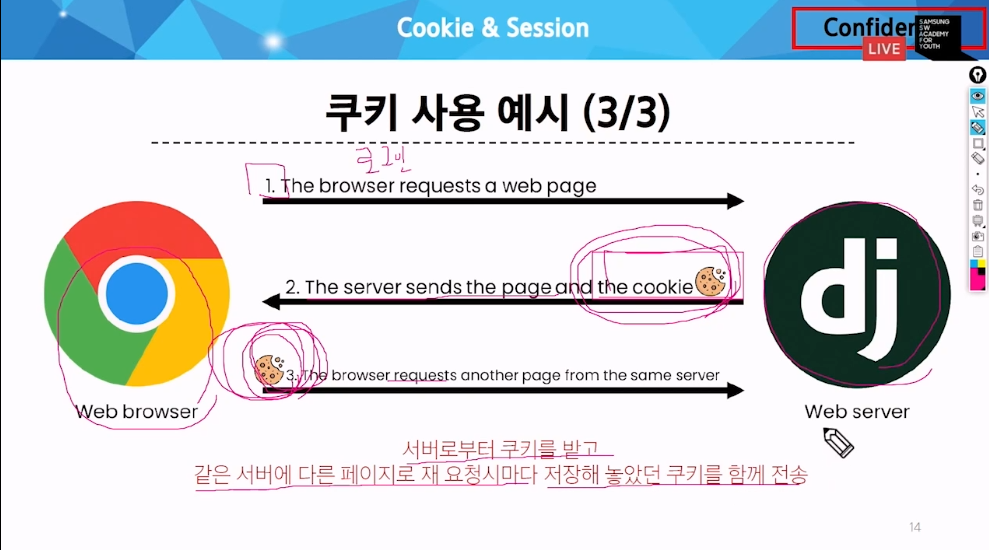 Cookie & Session
Confiden
LIVE
SAMSUNG
SW
ACADEMY
FOR
YOUTH
쿠키 사용 예시 (3/3)
로그인
1. The browser requests a web page
dj
2. The server sends the page and the cookie
3. The browser requests another page from the same server
Web browser
Web server
서버로부터 쿠키를 받고
같은 서버에 다른 페이지로 재 요청시마다 저장해 놓았던 쿠키를 함께 전송
14